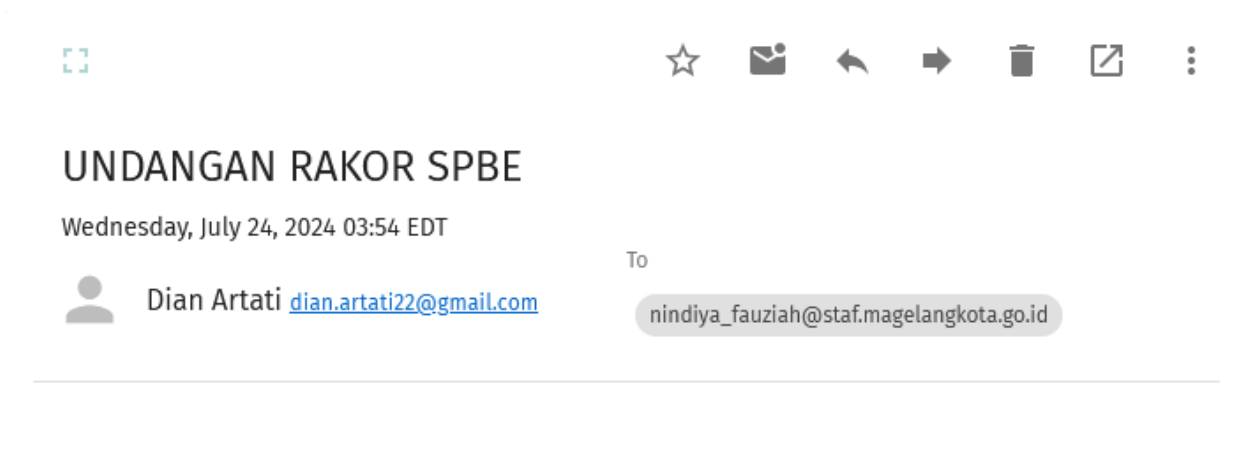 UNDANGAN RAKOR SPBE
Wednesday, July 24, 2024 03:54 EDT
Dian Artati dian.artati22@gmail.com
To
nindiya_fauziah@staf.magelangkota.go.id